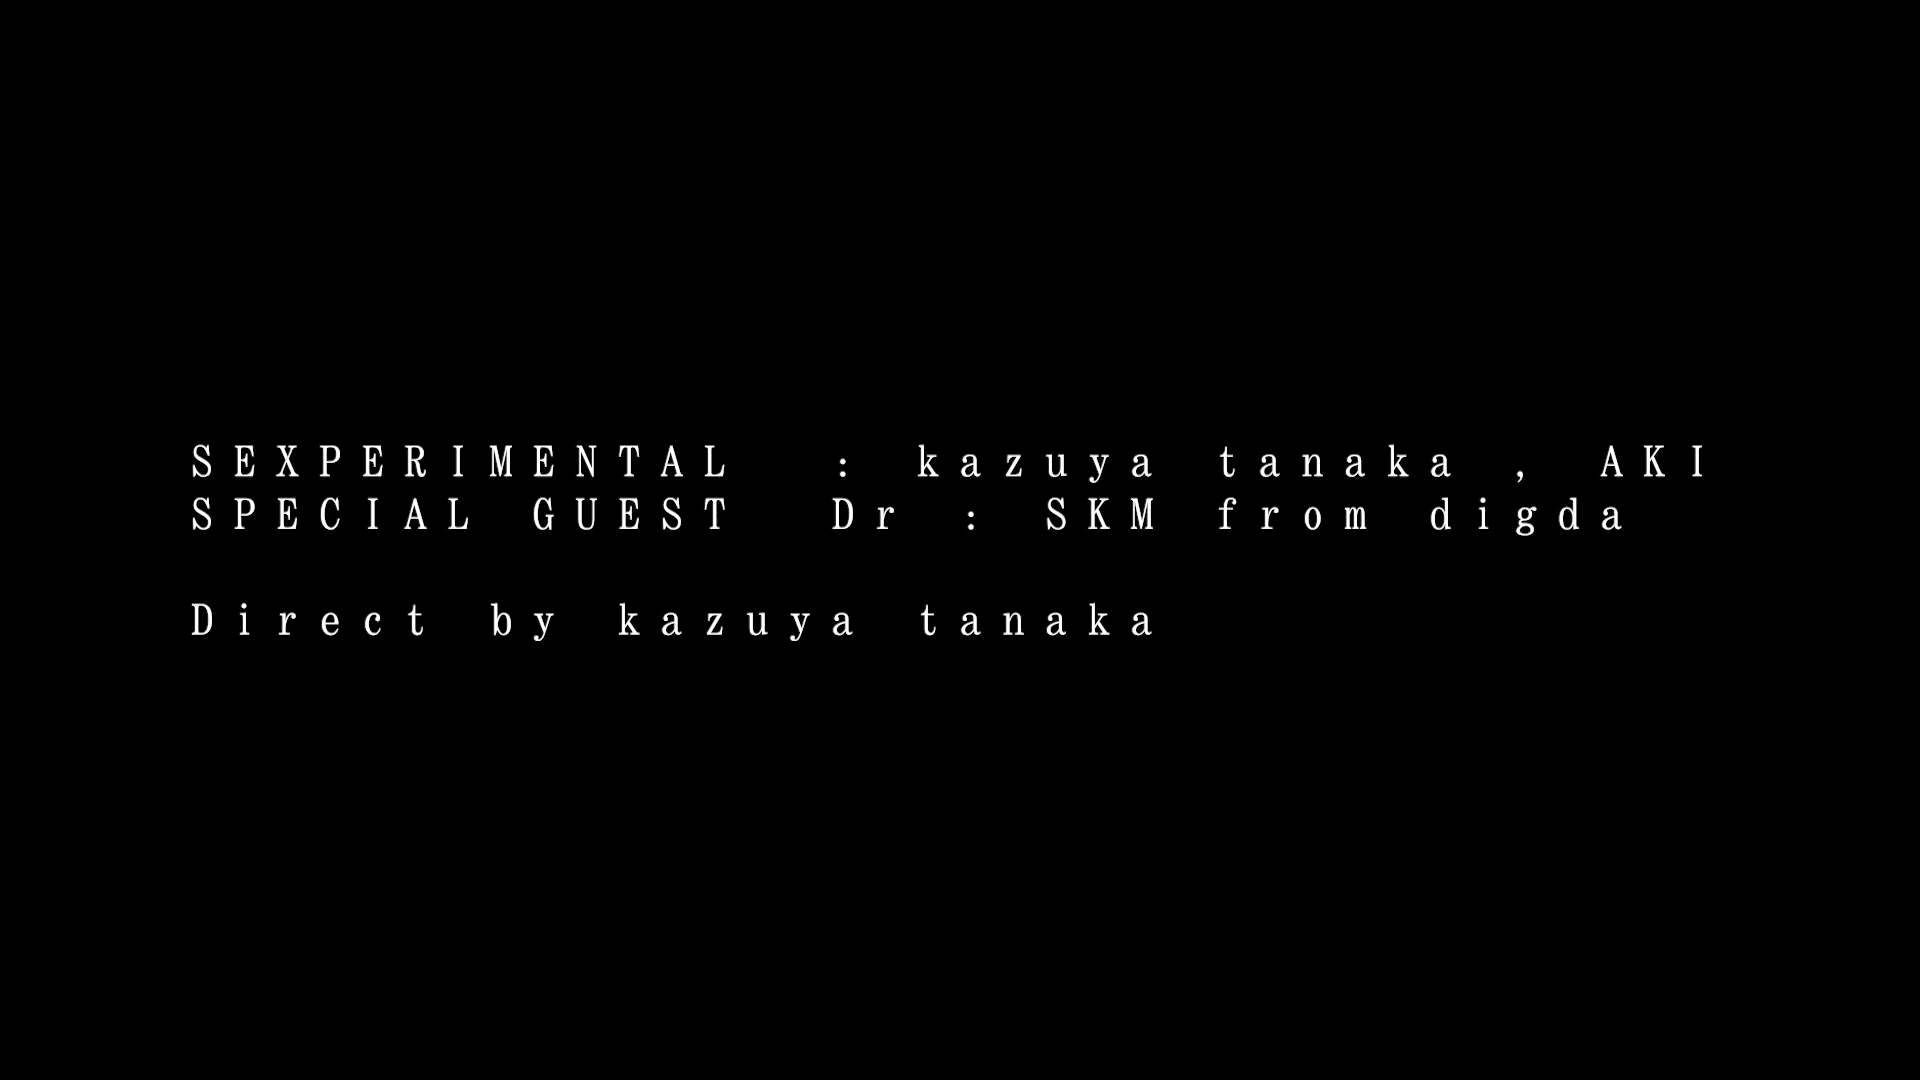 SEXPERIMENTAL : kazuya tanaka , AKI
SPECIAL GUEST Dr : SKM from digda
Direct by kazuya tanaka